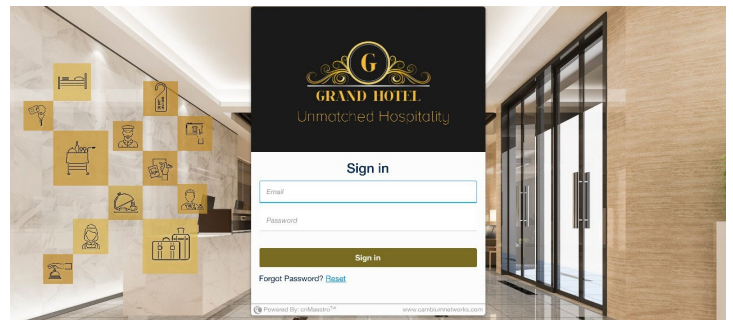 G
GRAND HOTEL
Unmatched Hospitality
Sign in
Email
Password
Sign in
Forgot Password? Reset
Powered By: cnMaestro™
www.cambiumnetworks.com